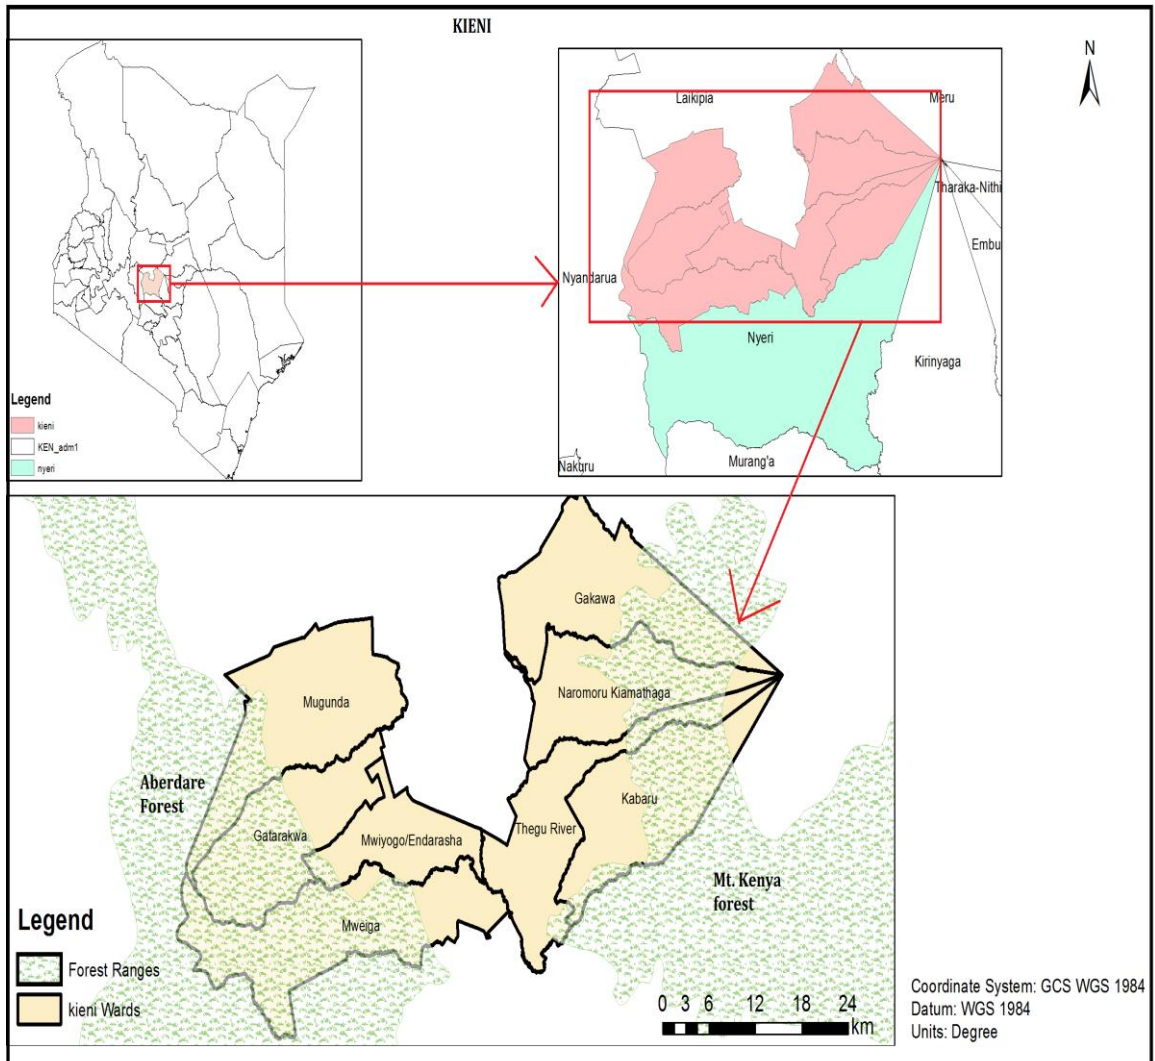 KIENI
N
Legend
kieni
KEN_adm1
nyeri
Laikipia
Meru
Tharaka-Nithi
Embu
Nyandarua
Nyeri
Kirinyaga
Nakuru
Murang'a
Gakawa
Naromoru Kiamathaga
Mugunda
Aberdare
Forest
Gatarakwa
Mwiyogo/Endarasha
Thegu River
Kabaru
Mweiga
Mt. Kenya
forest
Legend
Forest Ranges
kieni Wards
0 3 6 12 18 24
km
Coordinate System: GCS WGS 1984
Datum: WGS 1984
Units: Degree